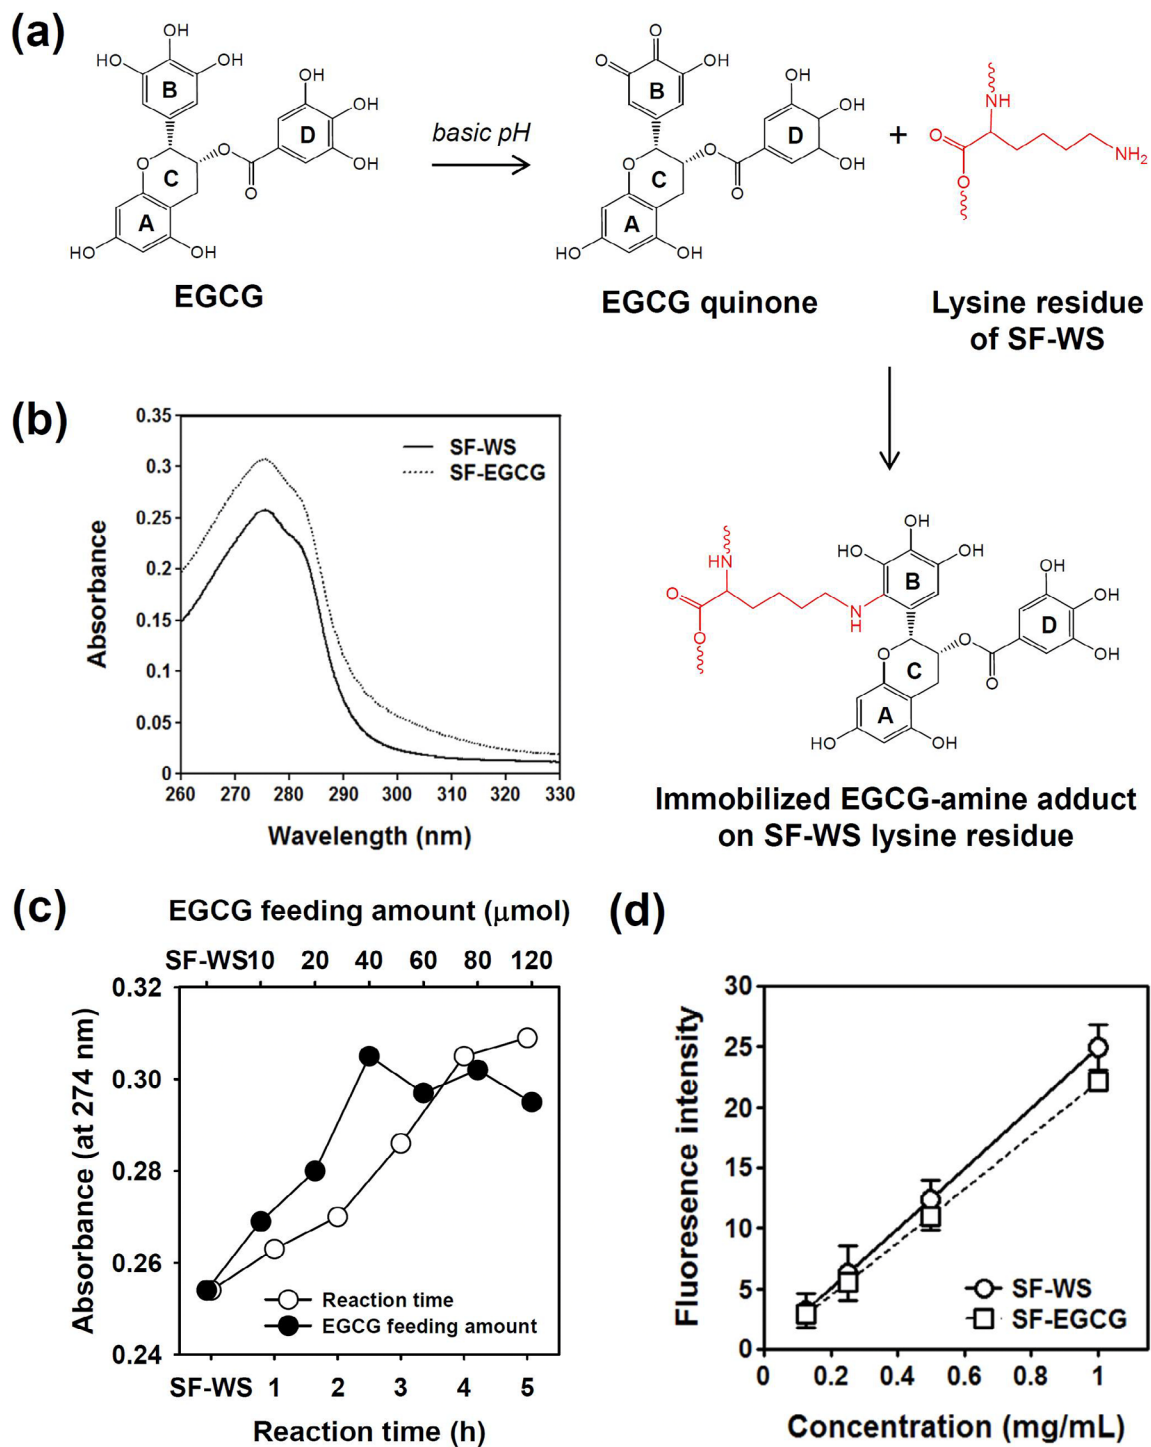 (a)
OH
HO
OH
B
OH
OH
D
OH
O
O
O
C
A
HO
OH
EGCG
basic pH
O
O
OH
B
OH
OH
D
OH
O
O
O
C
A
HO
OH
EGCG quinone
+
NH
O
O
NH2
Lysine residue
of SF-WS
(b)
0.35
0.3
0.25
0.2
0.15
0.1
0.05
0
Absorbance
SF-WS
SF-EGCG
260 270 280 290 300 310 320 330
Wavelength (nm)
HN
O
O
N
H
OH
HO
OH
B
OH
OH
D
OH
O
O
O
C
A
HO
OH
Immobilized EGCG-amine adduct
on SF-WS lysine residue
(c)
EGCG feeding amount (μmol)
SF-WS 10 20 40 60 80 120
0.32
0.30
0.28
0.26
0.24
Absorbance (at 274 nm)
Reaction time
EGCG feeding amount
SF-WS 1 2 3 4 5
Reaction time (h)
(d)
30
25
20
15
10
5
0
Fluoresence intensity
SF-WS
SF-EGCG
0 0.2 0.4 0.6 0.8 1
Concentration (mg/mL)